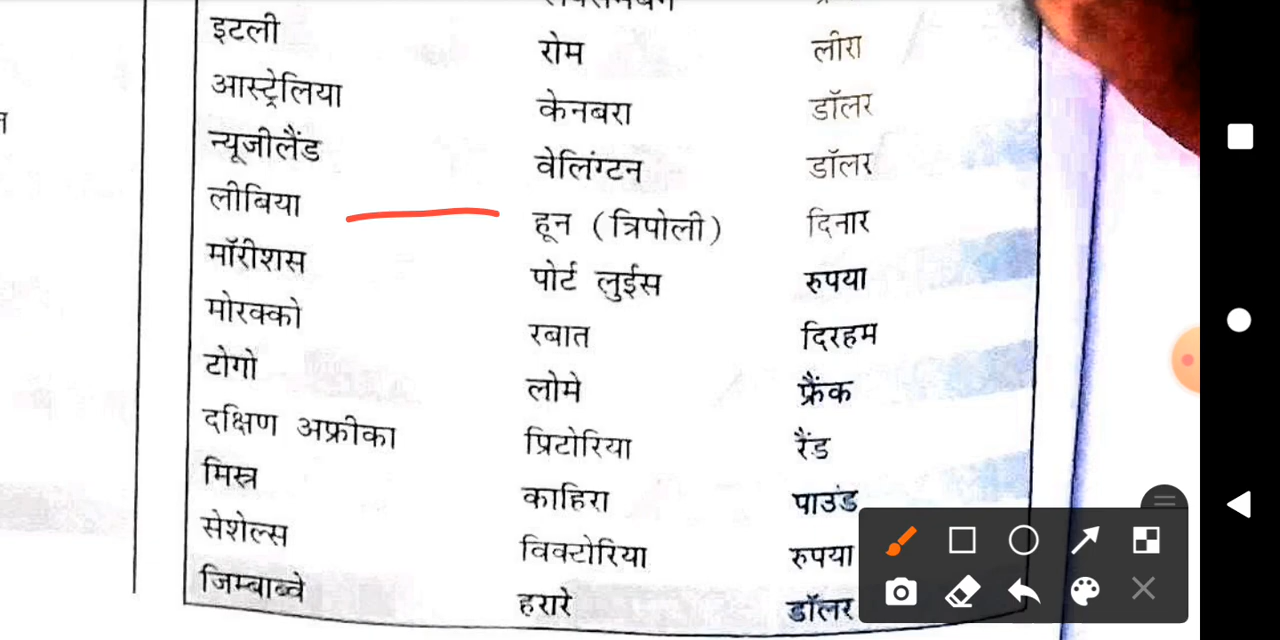 इटली रोम लीरा
आस्ट्रेलिया केनबरा डॉलर
न्यूजीलैंड वेलिंग्टन डॉलर
लीबिया हून (त्रिपोली) दिनार
मॉरीशस पोर्ट लुईस रुपया
मोरक्को रबात दिरहम
टोगो लोमे फ्रैंक
दक्षिण अफ्रीका प्रिटोरिया रैंड
मिस्त्र काहिरा पाउंड
सेशेल्स विक्टोरिया रुपया
जिम्बाब्वे हरारे डॉलर